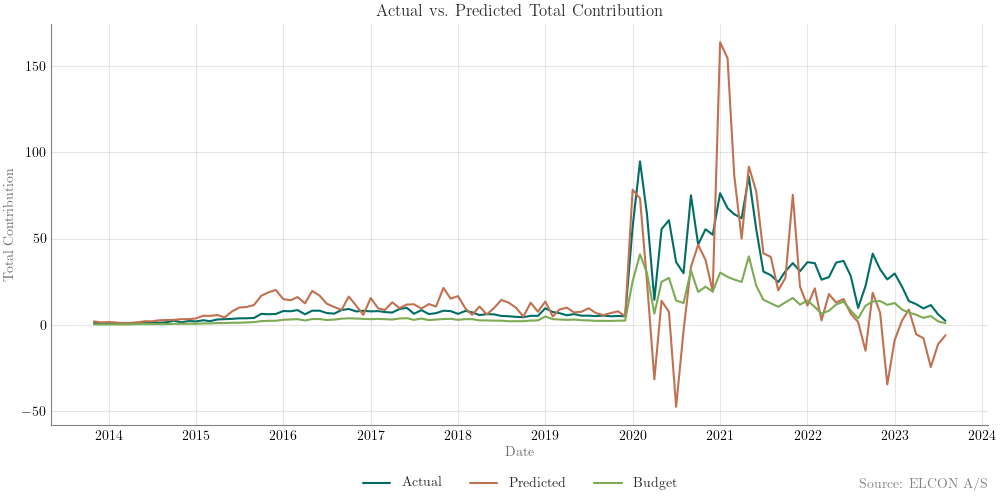 Actual vs. Predicted Total Contribution
Total Contribution
150
100
50
0
−50
2014 2015 2016 2017 2018 2019 2020 2021 2022 2023 2024
Date
Actual Predicted Budget
Source: ELCON A/S